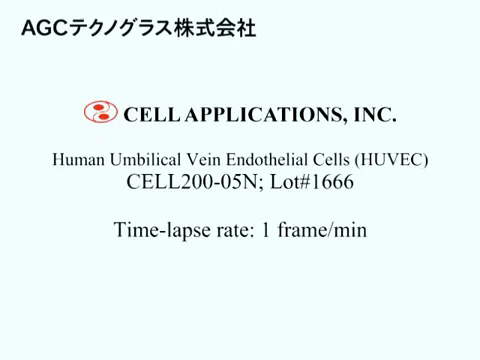 AGCテクノグラス株式会社
CELL APPLICATIONS, INC.
Human Umbilical Vein Endothelial Cells (HUVEC)
CELL200-05N; Lot#1666
Time-lapse rate: 1 frame/min